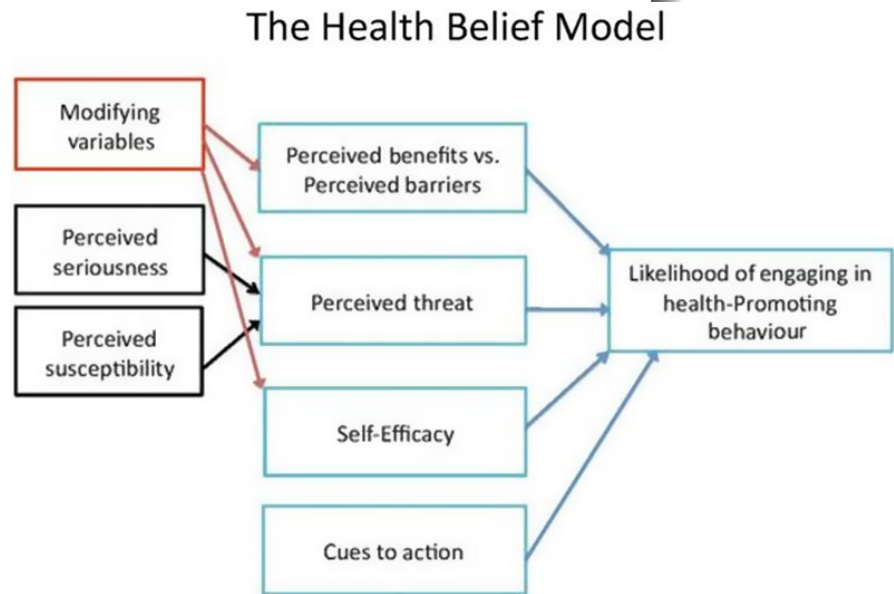 The Health Belief Model
Modifying
variables
Perceived benefits vs.
Perceived barriers
Perceived
seriousness
Perceived threat
Likelihood of engaging in
health-Promoting
behaviour
Perceived
susceptibility
Self-Efficacy
Cues to action